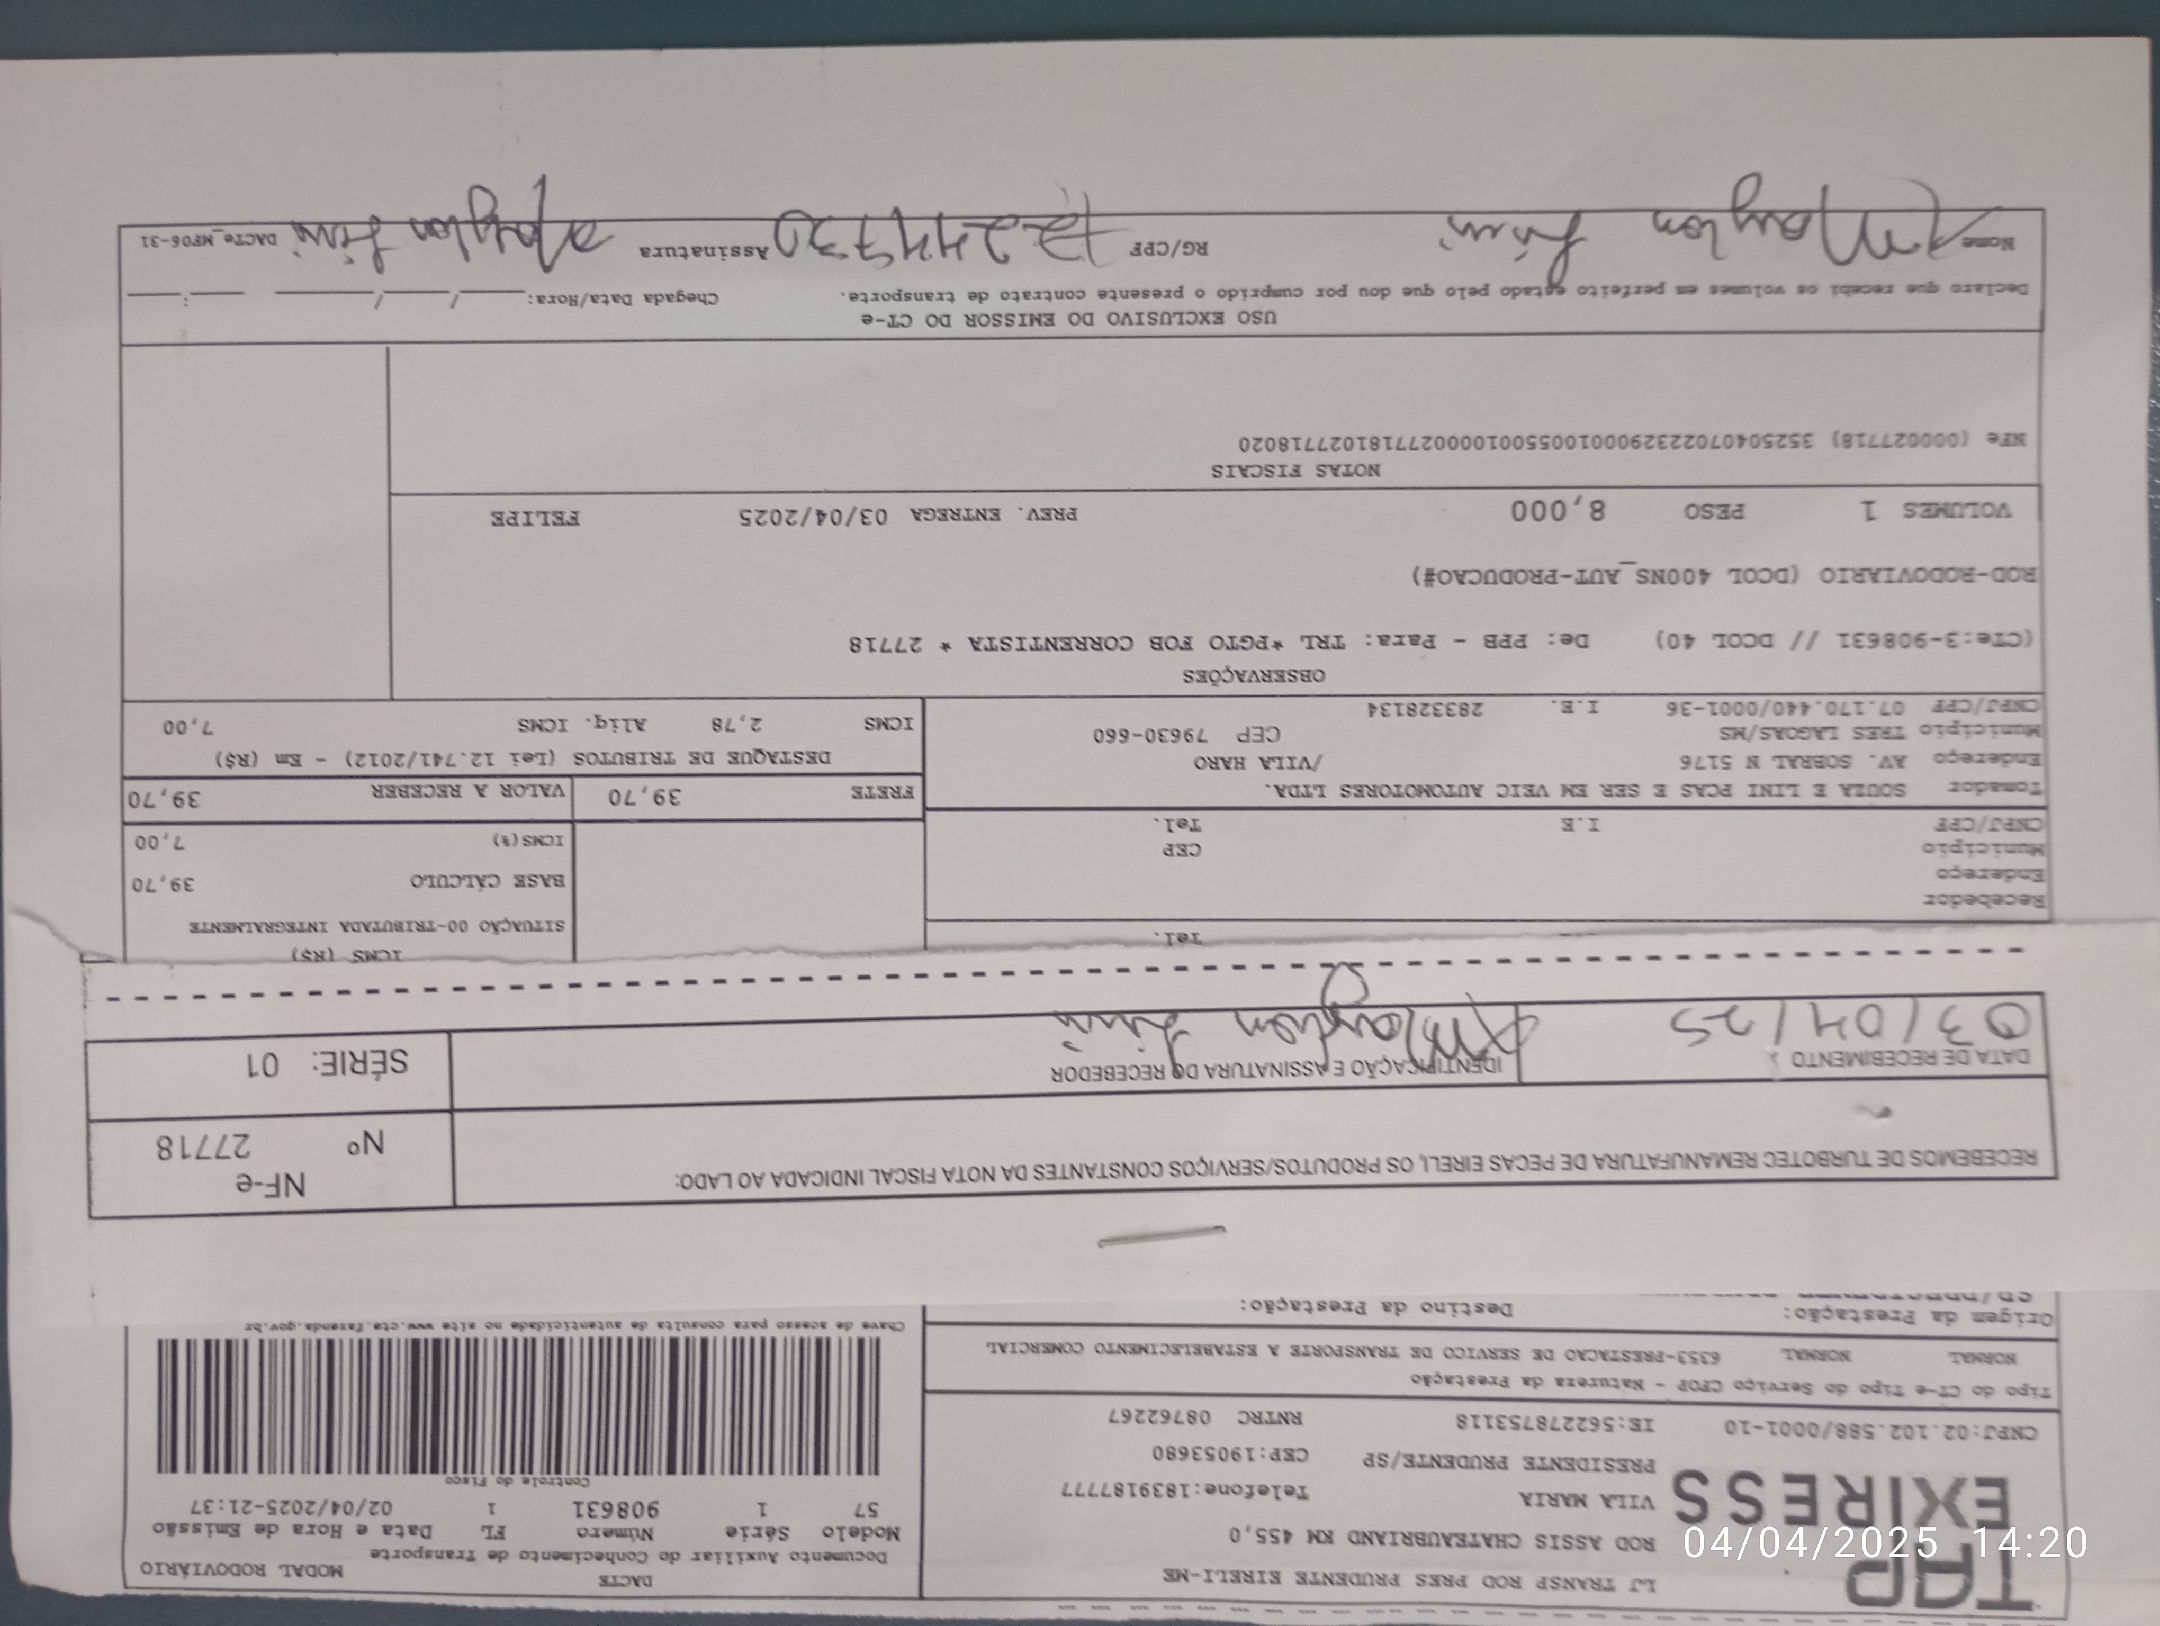 TAP
EXIRESS
LJ TRANSP ROD PRES PRUDENTE EIRELI-ME
ROD ASSIS CHATEAUBRIAND KM 455,0
VILA MARIA Telefone:1839187777
PRESIDENTE PRUDENTE/SP CEP:19053680
CNPJ:02.102.588/0001-10 IE:562278753118 RNTRC 08762267
DACTE MODAL RODOVIÁRIO
Documento Auxiliar do Conhecimento de Transporte
Modelo Série Número FL Data e Hora de Emissão
57 1 908631 1 02/04/2025-21:37
Controle do Fisco
Tipo do CT-e Tipo do Serviço CFOP - Natureza da Prestação
NORMAL NORMAL 6353-PRESTACAO DE SERVICO DE TRANSPORTE A ESTABELECIMENTO COMERCIAL
Origem da Prestação: Destino da Prestação:
Chave de acesso para consulta de autenticidade no site www.cte.fazenda.gov.br
RECEBEMOS DE TURBOTEC REMANUFATURA DE PECAS EIRELI, OS PRODUTOS/SERVIÇOS CONSTANTES DA NOTA FISCAL INDICADA AO LADO:
NF-e
Nº 27718
SÉRIE: 01
DATA DE RECEBIMENTO
03/04/25
IDENTIFICAÇÃO E ASSINATURA DO RECEBEDOR
Tel.
ICMS (R$)
SITUAÇÃO 00-TRIBUTADA INTEGRALMENTE
BASE CÁLCULO 39,70
ICMS(%) 7,00
Recebedor
Endereço
Município CEP
CNPJ/CPF I.E Tel.
FRETE 39,70 VALOR A RECEBER 39,70
Tomador SOUZA E LINI PCAS E SER EM VEIC AUTOMOTORES LTDA.
Endereço AV. SOBRAL N 5176 /VILA HARO
Município TRES LAGOAS/MS CEP 79630-660
CNPJ/CPF 07.170.440/0001-36 I.E. 283328134
DESTAQUE DE TRIBUTOS (Lei 12.741/2012) - Em (R$)
ICMS 2,78 Aliq. ICMS 7,00
OBSERVAÇÕES
(CTe:3-908631 // DCOL 40) De: PPB - Para: TRL *PGTO FOB CORRENTISTA * 27718
ROD-RODOVIARIO (DCOL 400NS_AUT-PRODUCAO#)
VOLUMES 1 PESO 8,000 PREV. ENTREGA 03/04/2025 FELIPE
NOTAS FISCAIS
NFe (000027718) 35250407022329000100550010000277181027718020
USO EXCLUSIVO DO EMISSOR DO CT-e
Declaro que recebi os volumes em perfeito estado pelo que dou por cumprido o presente contrato de transporte. Chegada Data/Hora: ____/____/____ ____:____
Nome RG/CPF Assinatura DACTe_MF06-31
04/04/2025 14:20